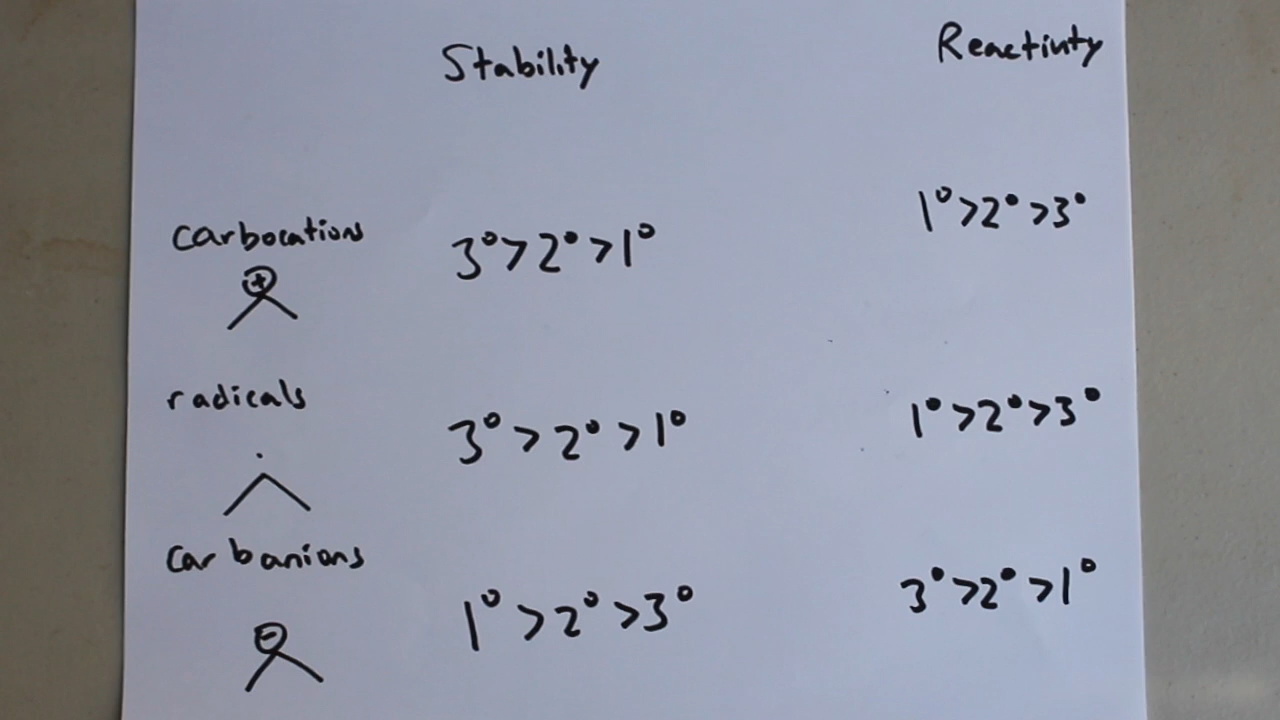 Stability Reactivity
carbocations 3°>2°>1° 1°>2°>3°
⊕
radicals 3°>2°>1° 1°>2°>3°
.
Carbanions 1°>2°>3° 3°>2°>1°
⊖